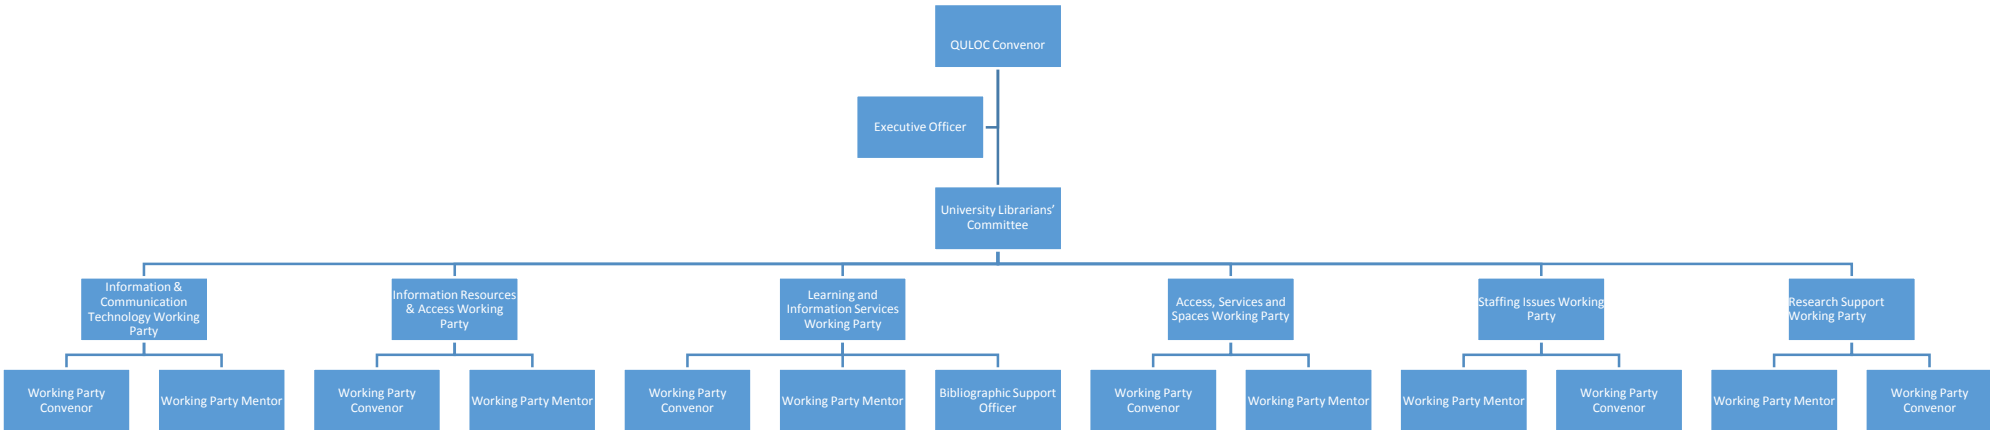 QULOC Convenor
Executive Officer
University Librarians’
Committee
Information &
Communication
Technology Working
Party
Information Resources
& Access Working
Party
Learning and
Information Services
Working Party
Access, Services and
Spaces Working Party
Staffing Issues Working
Party
Research Support
Working Party
Working Party
Convenor
Working Party Mentor
Working Party
Convenor
Working Party Mentor
Working Party
Convenor
Working Party Mentor
Bibliographic Support
Officer
Working Party
Convenor
Working Party Mentor
Working Party Mentor
Working Party
Convenor
Working Party Mentor
Working Party
Convenor